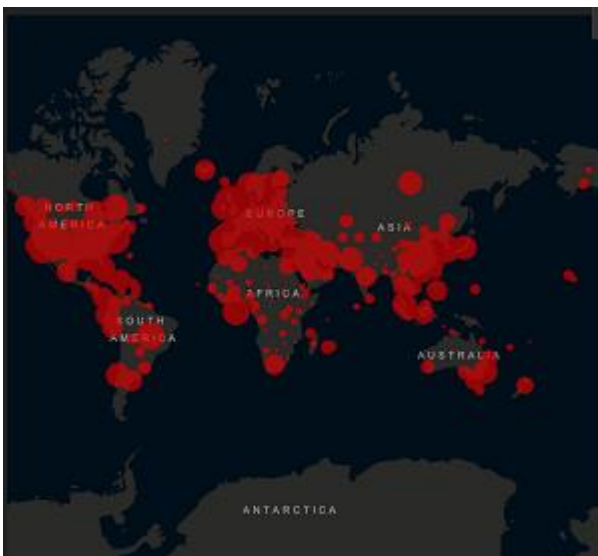 NORTH
AMERICA
EUROPE
ASIA
AFRICA
SOUTH
AMERICA
AUSTRALIA
ANTARCTICA